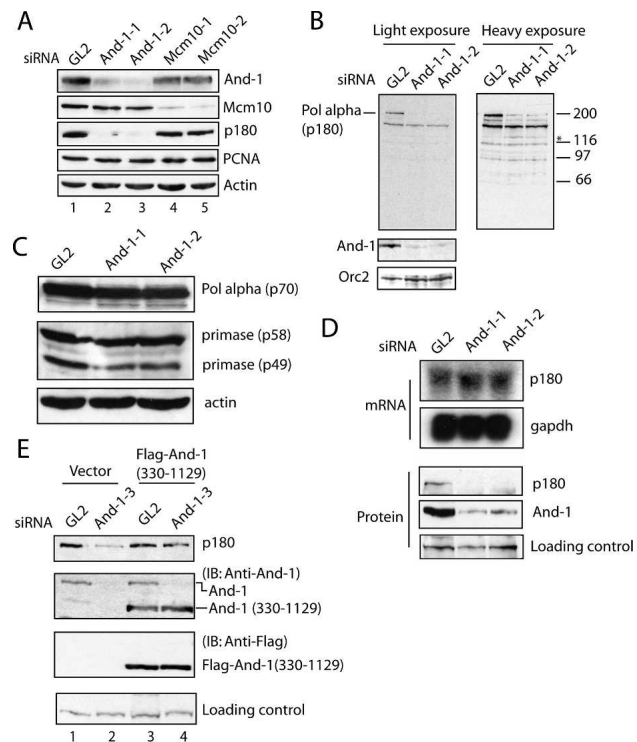 A
siRNA GL2 And-1-1 And-1-2 Mcm10-1 Mcm10-2
And-1
Mcm10
p180
PCNA
Actin
1 2 3 4 5
B
Light exposure Heavy exposure
siRNA GL2 And-1-1 And-1-2 GL2 And-1-1 And-1-2
Pol alpha
(p180)
200
*
116
97
66
And-1
Orc2
C
GL2 And-1-1 And-1-2
Pol alpha (p70)
primase (p58)
primase (p49)
actin
D
siRNA GL2 And-1-1 And-1-2
mRNA
p180
gapdh
Protein
p180
And-1
Loading control
E
Vector Flag-And-1
(330-1129)
siRNA GL2 And-1-3 GL2 And-1-3
p180
(IB: Anti-And-1)
And-1
And-1 (330-1129)
(IB: Anti-Flag)
Flag-And-1(330-1129)
Loading control
1 2 3 4